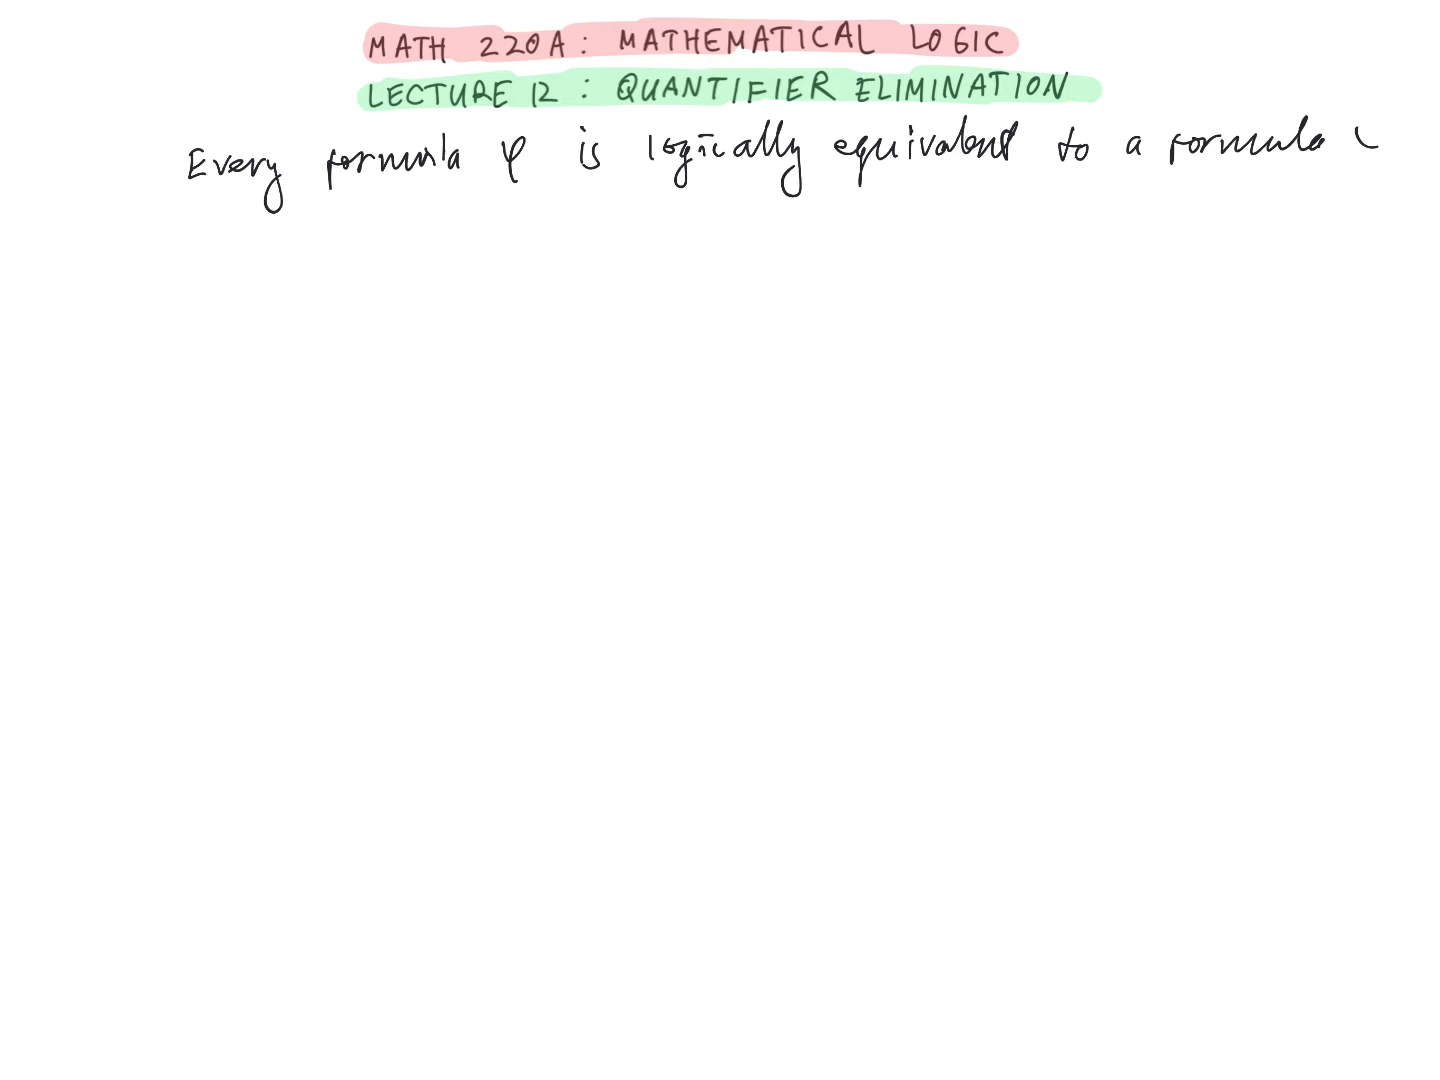 MATH 220A: MATHEMATICAL LOGIC
LECTURE 12: QUANTIFIER ELIMINATION
Every formula φ is logically equivalent to a formula